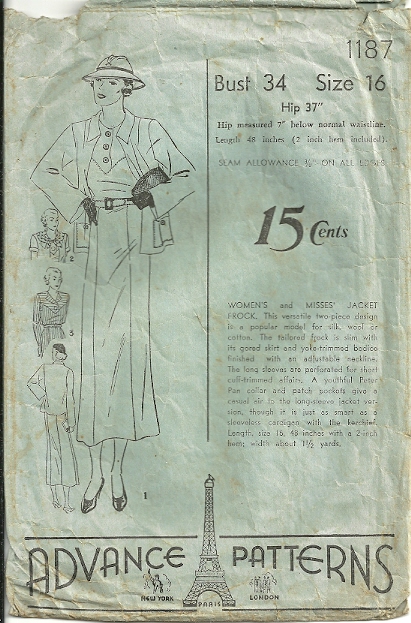 1187
Bust 34 Size 16
Hip 37"
Hip measured 7" below normal waistline.
Length 48 inches (2 inch hem included).
SEAM ALLOWANCE ⅜" ON ALL EDGES
15 Cents
WOMEN'S and MISSES' JACKET
FROCK. This versatile two-piece design
is a popular model for silk, wool or
cotton. The tailored frock is slim with
its gored skirt and yoke-trimmed bodice
finished with an adjustable neckline.
The long sleeves are perforated for short
cuff-trimmed affairs. A youthful Peter
Pan collar and patch pockets give a
casual air to the long-sleeve jacket ver-
sion, though it is just as smart as a
sleeveless cardigan with the kerchief.
Length, size 16, 48 inches with a 2-inch
hem; width about 1½ yards.
2
1
ADVANCE PATTERNS
NEW YORK
PARIS
LONDON